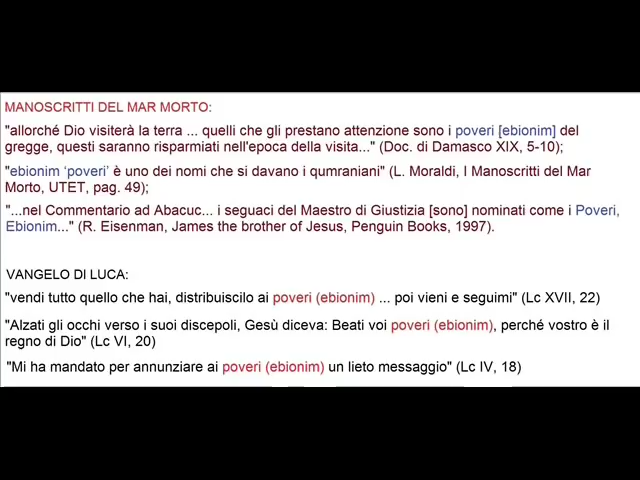 MANOSCRITTI DEL MAR MORTO:
"allorché Dio visiterà la terra ... quelli che gli prestano attenzione sono i poveri [ebionim] del
gregge, questi saranno risparmiati nell'epoca della visita..." (Doc. di Damasco XIX, 5-10);
"ebionim 'poveri' è uno dei nomi che si davano i qumraniani" (L. Moraldi, I Manoscritti del Mar
Morto, UTET, pag. 49);
"...nel Commentario ad Abacuc... i seguaci del Maestro di Giustizia [sono] nominati come i Poveri,
Ebionim..." (R. Eisenman, James the brother of Jesus, Penguin Books, 1997).
VANGELO DI LUCA:
"vendi tutto quello che hai, distribuiscilo ai poveri (ebionim) ... poi vieni e seguimi" (Lc XVII, 22)
"Alzati gli occhi verso i suoi discepoli, Gesù diceva: Beati voi poveri (ebionim), perché vostro è il
regno di Dio" (Lc VI, 20)
"Mi ha mandato per annunziare ai poveri (ebionim) un lieto messaggio" (Lc IV, 18)